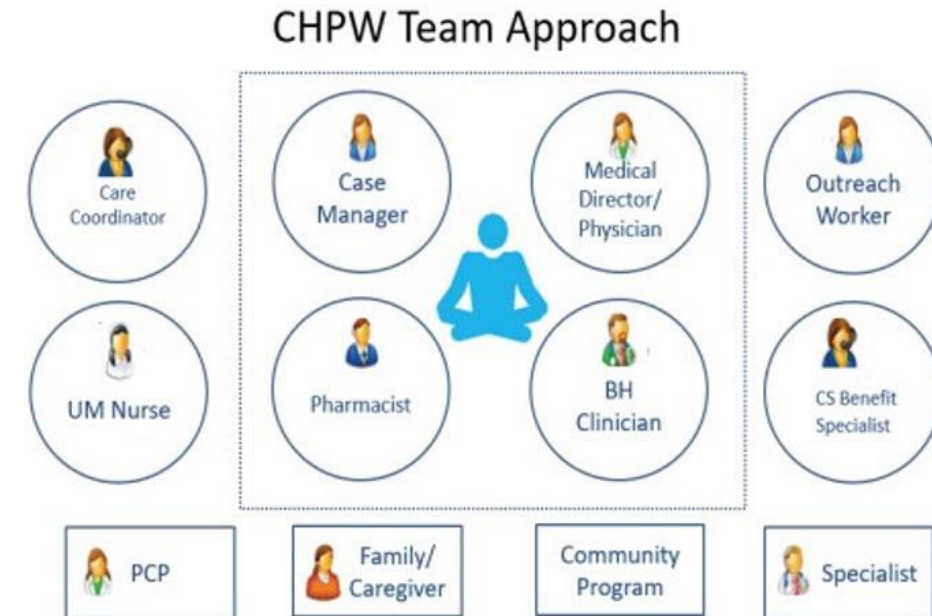 CHPW Team Approach
Care
Coordinator
Case
Manager
Medical
Director/
Physician
Outreach
Worker
UM Nurse
Pharmacist
BH
Clinician
CS Benefit
Specialist
PCP
Family/
Caregiver
Community
Program
Specialist